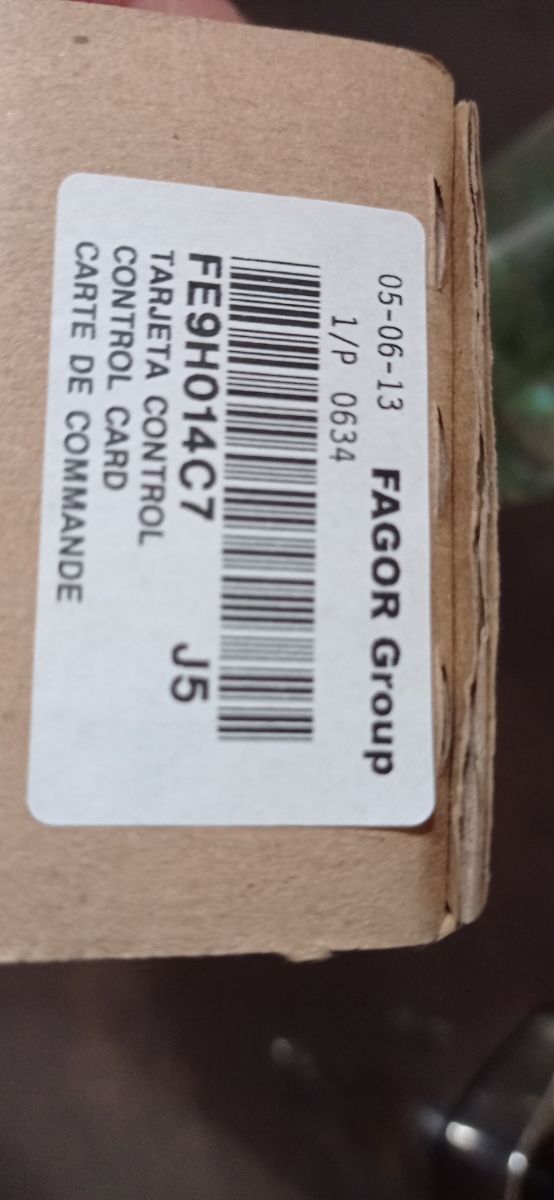 05-06-13 FAGOR Group
1/P 0634
FE9H014C7 J5
TARJETA CONTROL
CONTROL CARD
CARTE DE COMMANDE